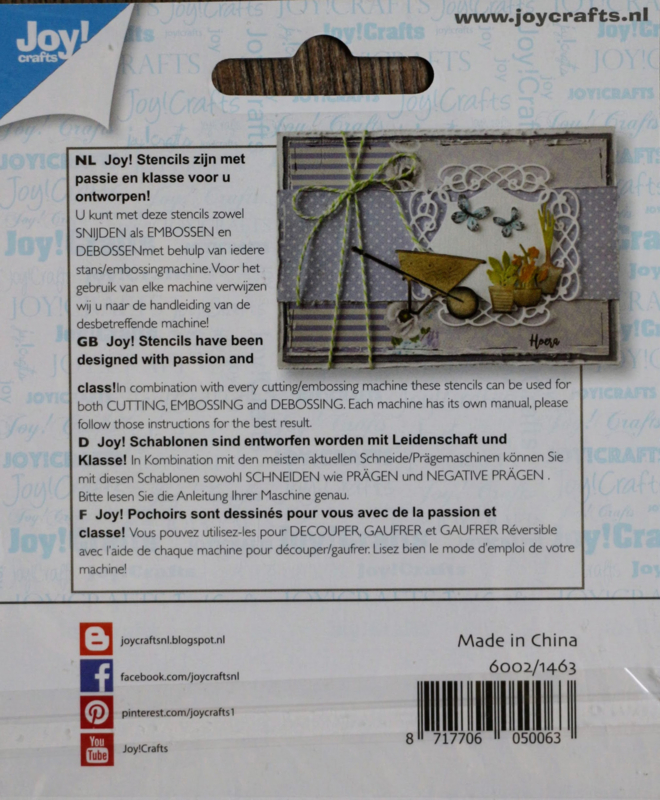 www.joycrafts.nl
Joy!
crafts
NL Joy! Stencils zijn met
passie en klasse voor u
ontworpen!
U kunt met deze stencils zowel
SNIJDEN als EMBOSSEN en
DEBOSSENmet behulp van iedere
stans/embossingmachine. Voor het
gebruik van elke machine verwijzen
wij u naar de handleiding van de
desbetreffende machine!
GB Joy! Stencils have been
designed with passion and
class!In combination with every cutting/embossing machine these stencils can be used for
both CUTTING, EMBOSSING and DEBOSSING. Each machine has its own manual, please
follow those instructions for the best result.
D Joy! Schablonen sind entworfen worden mit Leidenschaft und
Klasse! In Kombination mit den meisten aktuellen Schneide/Prägemaschinen können Sie
mit diesen Schablonen sowohl SCHNEIDEN wie PRÄGEN und NEGATIVE PRÄGEN .
Bitte lesen Sie die Anleitung Ihrer Maschine genau.
F Joy! Pochoirs sont dessinés pour vous avec de la passion et
classe! Vous pouvez utilisez-les pour DECOUPER, GAUFRER et GAUFRER Réversible
avec l'aide de chaque machine pour découper/gaufrer. Lisez bien le mode d'emploi de votre
machine!
joycraftsnl.blogspot.nl
facebook.com/joycraftsnl
pinterest.com/joycrafts1
You
Tube
Joy!Crafts
Made in China
6002/1463
8 717706 050063